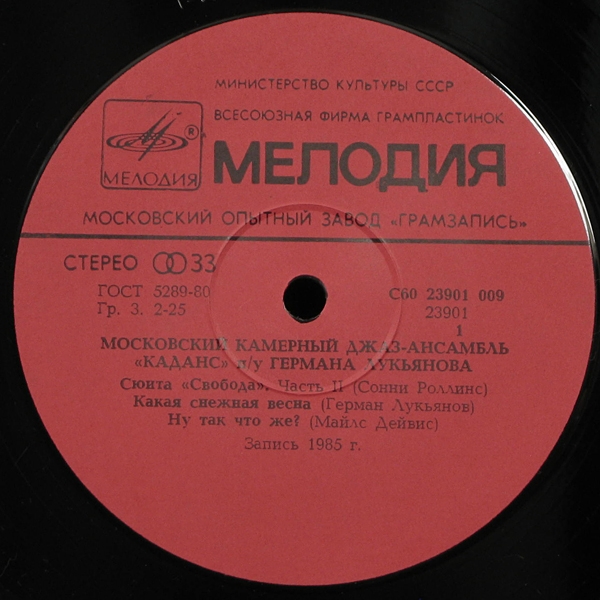 МИНИСТЕРСТВО КУЛЬТУРЫ СССР
ВСЕСОЮЗНАЯ ФИРМА ГРАМПЛАСТИНОК
®
МЕЛОДИЯ
МЕЛОДИЯ
МОСКОВСКИЙ ОПЫТНЫЙ ЗАВОД «ГРАМЗАПИСЬ»
СТЕРЕО 33
ГОСТ 5289-80 С60 23901 009
Гр. 3. 2-25 23901
1
МОСКОВСКИЙ КАМЕРНЫЙ ДЖАЗ-АНСАМБЛЬ
«КАДАНС» п/у ГЕРМАНА ЛУКЬЯНОВА
Сюита «Свобода». Часть II (Сонни Роллинс)
Какая снежная весна (Герман Лукьянов)
Ну так что же? (Майлс Дейвис)
Запись 1985 г.